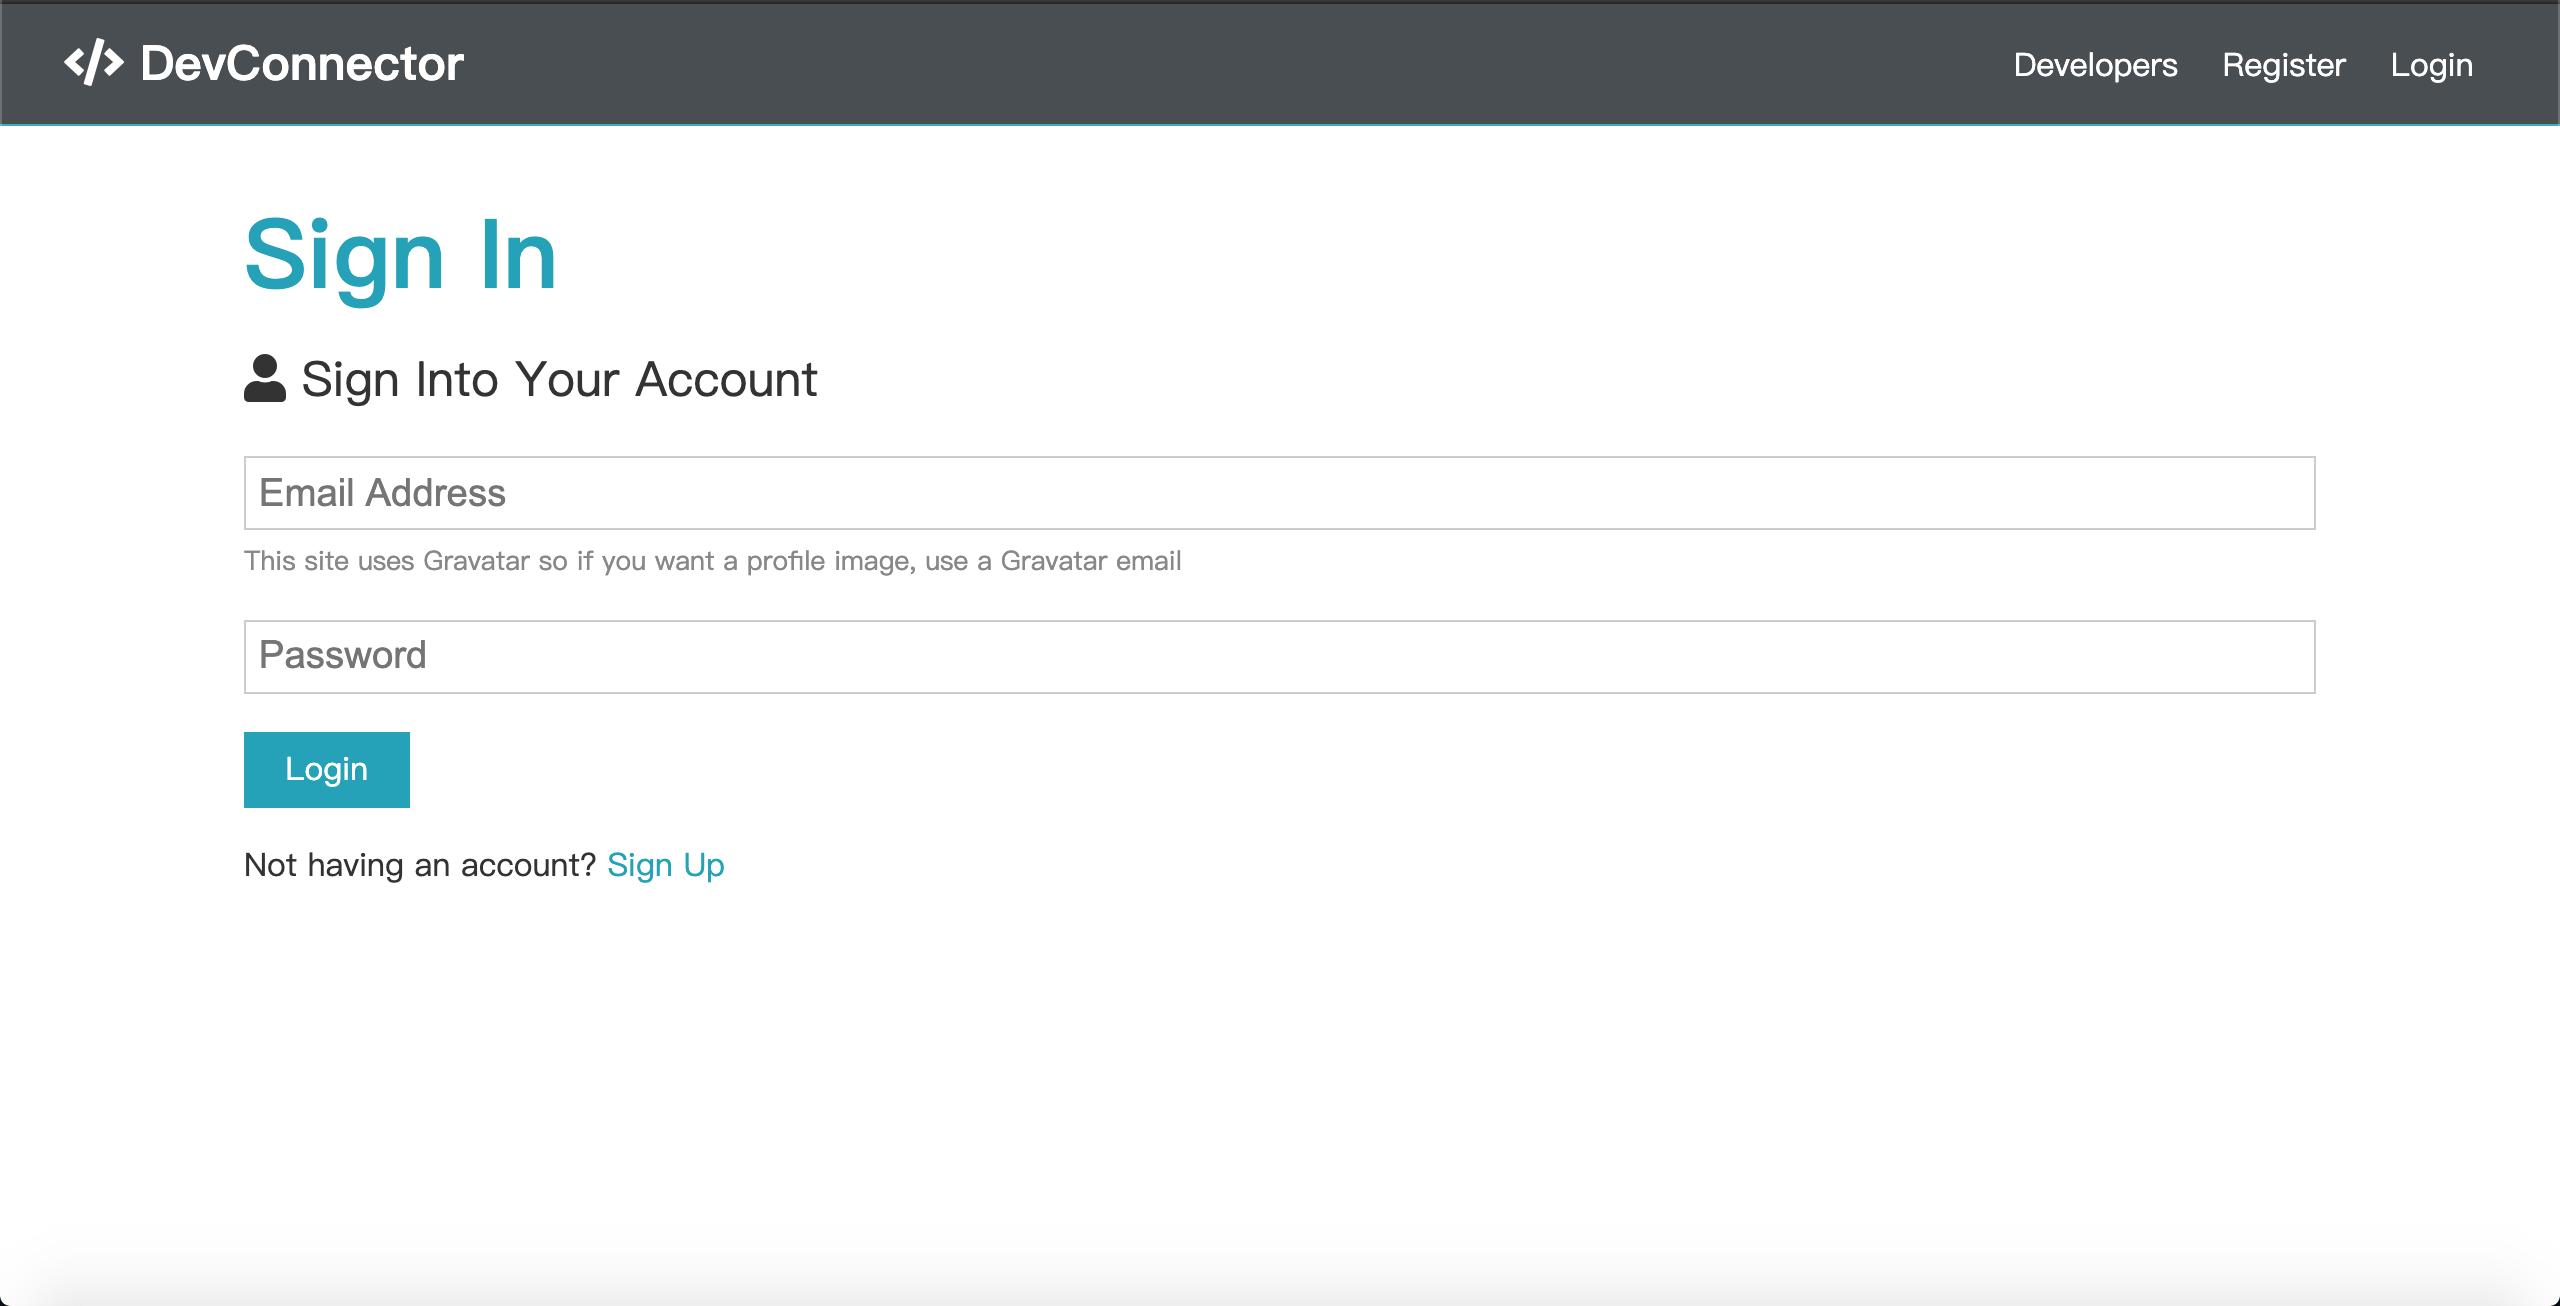 DevConnector
Developers Register Login
Sign In
Sign Into Your Account
Email Address
This site uses Gravatar so if you want a profile image, use a Gravatar email
Password
Login
Not having an account? Sign Up